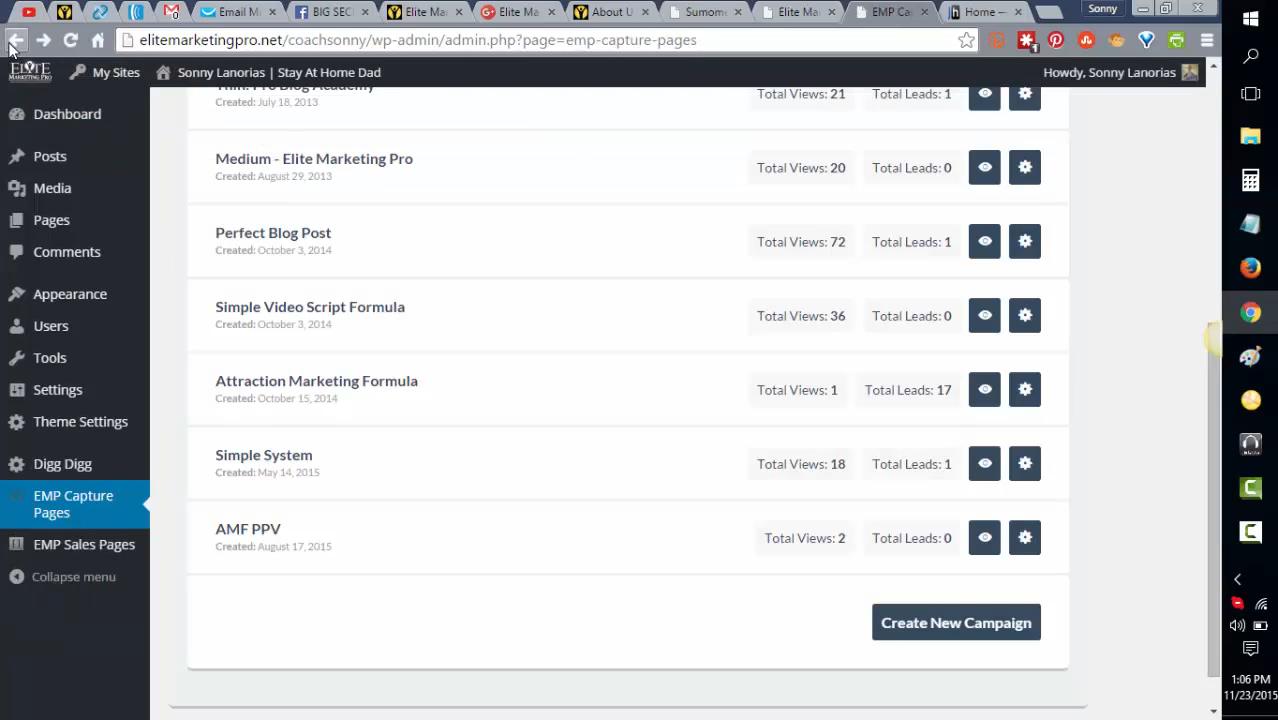 Sonny
Email M
BIG SEC
Elite Ma
Elite Ma
About U
Sumome
Elite Mar
EMP Ca
Home —
elitemarketingpro.net/coachsonny/wp-admin/admin.php?page=emp-capture-pages
ELITE
MARKETING PRO
My Sites
Sonny Lanorias | Stay At Home Dad
Howdy, Sonny Lanorias
Dashboard
Posts
Media
Pages
Comments
Appearance
Users
Tools
Settings
Theme Settings
Digg Digg
EMP Capture
Pages
EMP Sales Pages
Collapse menu
Created: July 18, 2013
Total Views: 21
Total Leads: 1
Medium - Elite Marketing Pro
Created: August 29, 2013
Total Views: 20
Total Leads: 0
Perfect Blog Post
Created: October 3, 2014
Total Views: 72
Total Leads: 1
Simple Video Script Formula
Created: October 3, 2014
Total Views: 36
Total Leads: 0
Attraction Marketing Formula
Created: October 15, 2014
Total Views: 1
Total Leads: 17
Simple System
Created: May 14, 2015
Total Views: 18
Total Leads: 1
AMF PPV
Created: August 17, 2015
Total Views: 2
Total Leads: 0
Create New Campaign
1:06 PM
11/23/2015